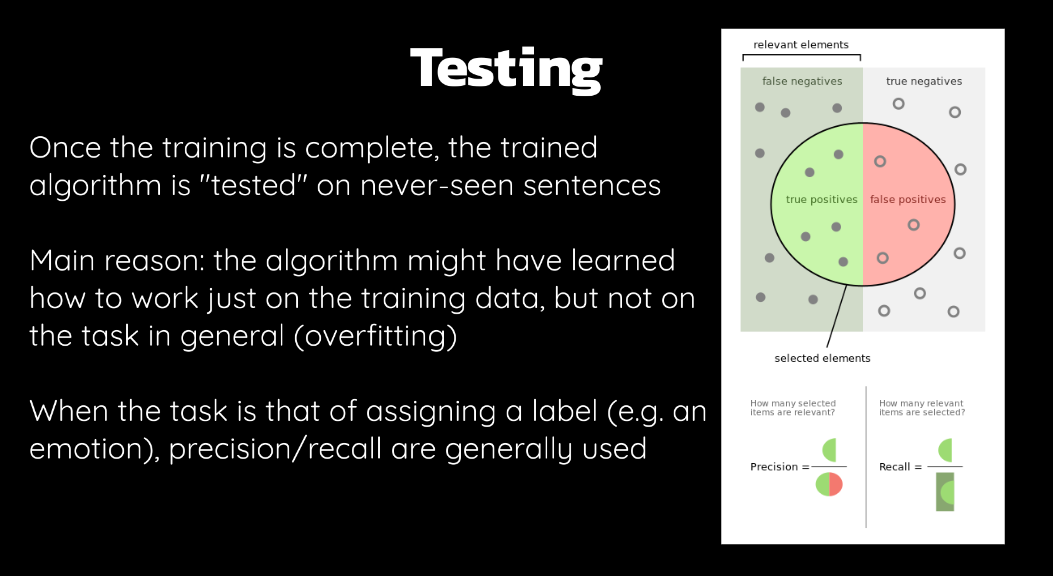 Testing
Once the training is complete, the trained
algorithm is "tested" on never-seen sentences
Main reason: the algorithm might have learned
how to work just on the training data, but not on
the task in general (overfitting)
When the task is that of assigning a label (e.g. an
emotion), precision/recall are generally used
relevant elements
false negatives
true negatives
true positives
false positives
selected elements
How many selected
items are relevant?
Precision =
How many relevant
items are selected?
Recall =